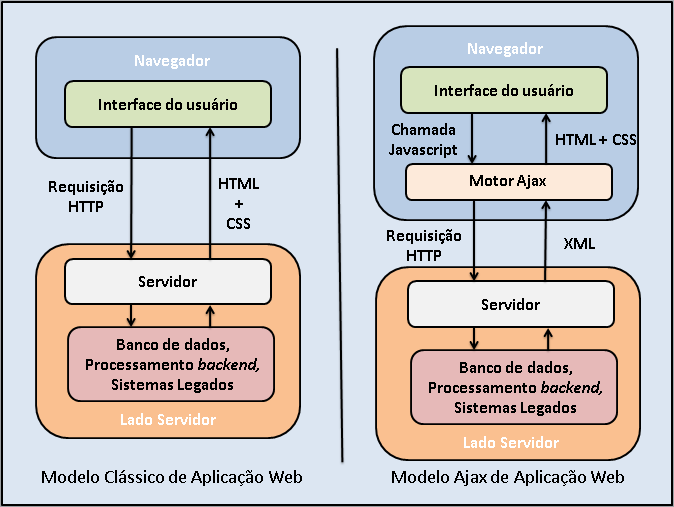 Navegador
Interface do usuário
Requisição
HTTP
HTML
+
CSS
Servidor
Banco de dados,
Processamento backend,
Sistemas Legados
Lado Servidor
Modelo Clássico de Aplicação Web
Navegador
Interface do usuário
Chamada
Javascript
HTML + CSS
Motor Ajax
Requisição
HTTP
XML
Servidor
Banco de dados,
Processamento backend,
Sistemas Legados
Lado Servidor
Modelo Ajax de Aplicação Web